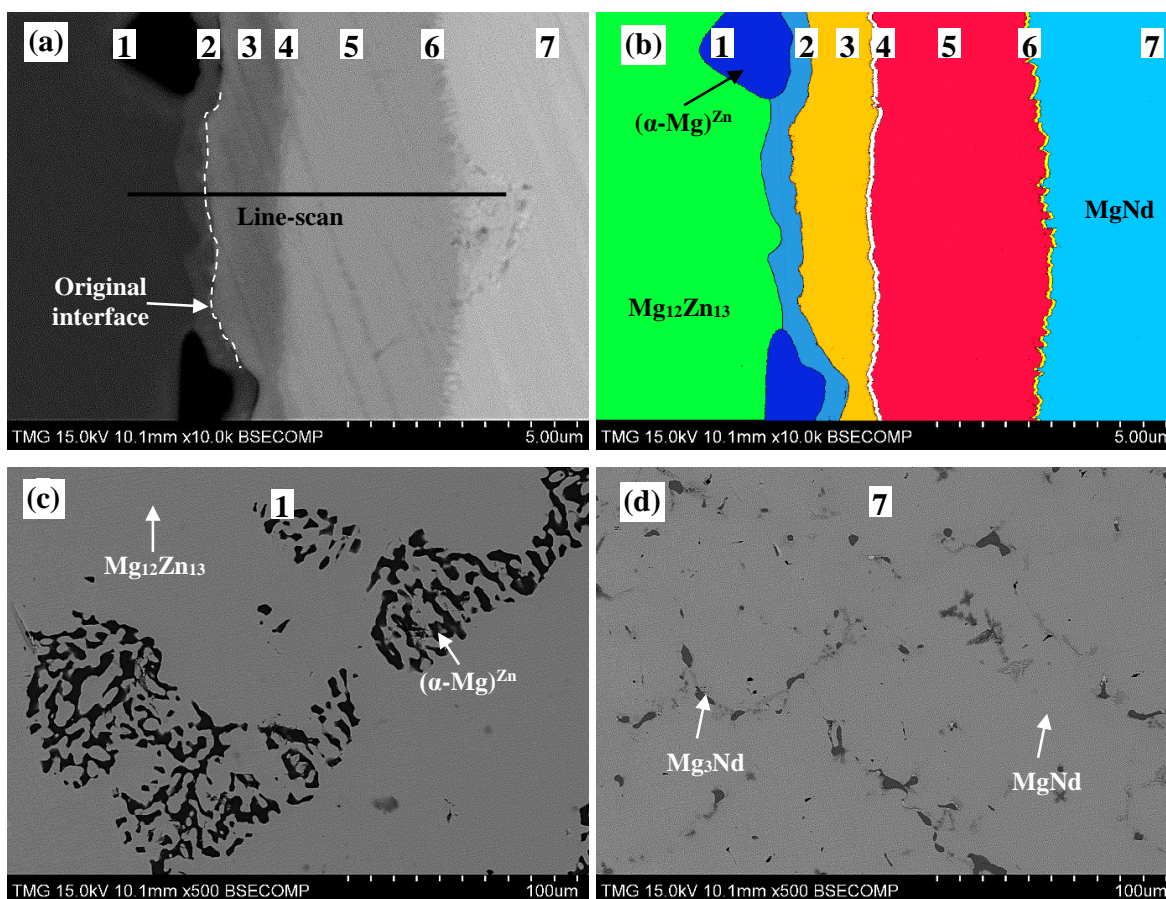 (a) 1 2 3 4 5 6 7
Line-scan
Original
interface
TMG 15.0kV 10.1mm x10.0k BSECOMP 5.00um
(b) 1 2 3 4 5 6 7
(α-Mg)Zn
MgNd
Mg12Zn13
TMG 15.0kV 10.1mm x10.0k BSECOMP 5.00um
(c) 1
Mg12Zn13
(α-Mg)Zn
TMG 15.0kV 10.1mm x500 BSECOMP 100um
(d) 7
Mg3Nd
MgNd
TMG 15.0kV 10.1mm x500 BSECOMP 100um